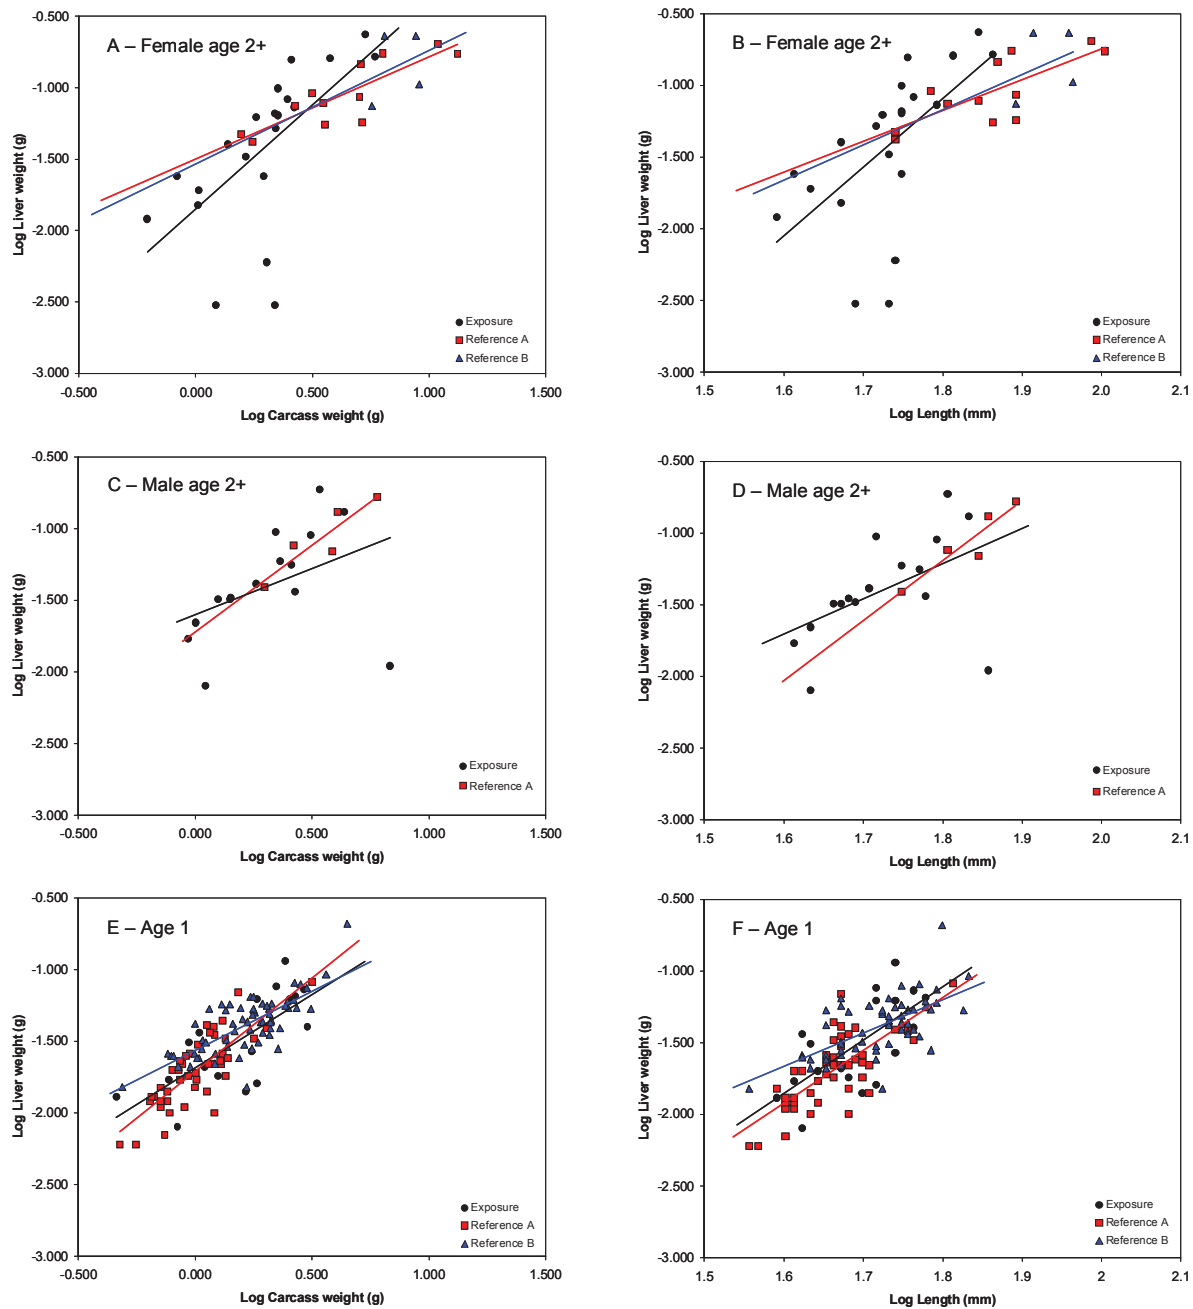 A – Female age 2+
-0.500
-1.000
-1.500
-2.000
-2.500
-3.000
Log Liver weight (g)
-0.500
0.000
0.500
1.000
1.500
Log Carcass weight (g)
Exposure
Reference A
Reference B
B – Female age 2+
-0.500
-1.000
-1.500
-2.000
-2.500
-3.000
Log Liver weight (g)
1.5
1.6
1.7
1.8
1.9
2.0
2.1
Log Length (mm)
Exposure
Reference A
Reference B
C – Male age 2+
-0.500
-1.000
-1.500
-2.000
-2.500
-3.000
Log Liver weight (g)
-0.500
0.000
0.500
1.000
1.500
Log Carcass weight (g)
Exposure
Reference A
D – Male age 2+
-0.500
-1.000
-1.500
-2.000
-2.500
-3.000
Log Liver weight (g)
1.5
1.6
1.7
1.8
1.9
2.0
2.1
Log Length (mm)
Exposure
Reference A
E – Age 1
-0.500
-1.000
-1.500
-2.000
-2.500
-3.000
Log Liver weight (g)
-0.500
0.000
0.500
1.000
1.500
Log Carcass weight (g)
Exposure
Reference A
Reference B
F – Age 1
-0.500
-1.000
-1.500
-2.000
-2.500
-3.000
Log Liver weight (g)
1.5
1.6
1.7
1.8
1.9
2
2.1
Log Length (mm)
Exposure
Reference A
Reference B